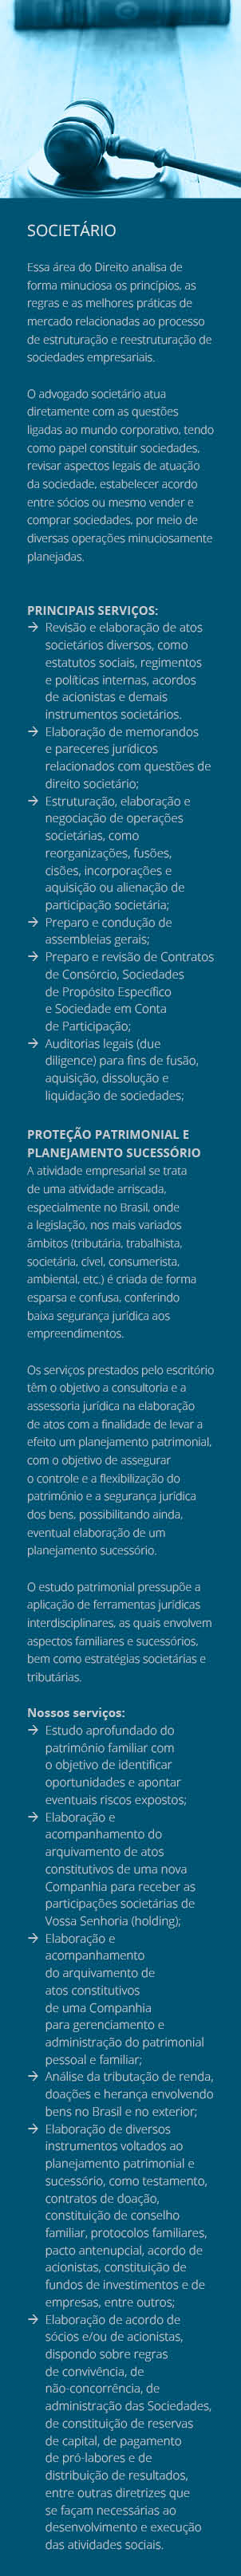 SOCIETÁRIO
Essa área do Direito analisa de
forma minuciosa os princípios, as
regras e as melhores práticas de
mercado relacionadas ao processo
de estruturação e reestruturação de
sociedades empresariais.
O advogado societário atua
diretamente com as questões
ligadas ao mundo corporativo, tendo
como papel constituir sociedades,
revisar aspectos legais de atuação
da sociedade, estabelecer acordo
entre sócios ou mesmo vender e
comprar sociedades, por meio de
diversas operações minuciosamente
planejadas.
PRINCIPAIS SERVIÇOS:
→ Revisão e elaboração de atos
societários diversos, como
estatutos sociais, regimentos
e políticas internas, acordos
de acionistas e demais
instrumentos societários.
→ Elaboração de memorandos
e pareceres jurídicos
relacionados com questões de
direito societário;
→ Estruturação, elaboração e
negociação de operações
societárias, como
reorganizações, fusões,
cisões, incorporações e
aquisição ou alienação de
participação societária;
→ Preparo e condução de
assembleias gerais;
→ Preparo e revisão de Contratos
de Consórcio, Sociedades
de Propósito Específico
e Sociedade em Conta
de Participação;
→ Auditorias legais (due
diligence) para fins de fusão,
aquisição, dissolução e
liquidação de sociedades;
PROTEÇÃO PATRIMONIAL E
PLANEJAMENTO SUCESSÓRIO
A atividade empresarial se trata
de uma atividade arriscada,
especialmente no Brasil, onde
a legislação, nos mais variados
âmbitos (tributária, trabalhista,
societária, cível, consumerista,
ambiental, etc.) é criada de forma
esparsa e confusa, conferindo
baixa segurança jurídica aos
empreendimentos.
Os serviços prestados pelo escritório
têm o objetivo a consultoria e a
assessoria jurídica na elaboração
de atos com a finalidade de levar a
efeito um planejamento patrimonial,
com o objetivo de assegurar
o controle e a flexibilização do
patrimônio e a segurança jurídica
dos bens, possibilitando ainda,
eventual elaboração de um
planejamento sucessório.
O estudo patrimonial pressupõe a
aplicação de ferramentas jurídicas
interdisciplinares, as quais envolvem
aspectos familiares e sucessórios,
bem como estratégias societárias e
tributárias.
Nossos serviços:
→ Estudo aprofundado do
patrimônio familiar com
o objetivo de identificar
oportunidades e apontar
eventuais riscos expostos;
→ Elaboração e
acompanhamento do
arquivamento de atos
constitutivos de uma nova
Companhia para receber as
participações societárias de
Vossa Senhoria (holding);
→ Elaboração e
acompanhamento
do arquivamento de
atos constitutivos
de uma Companhia
para gerenciamento e
administração do patrimonial
pessoal e familiar;
→ Análise da tributação de renda,
doações e herança envolvendo
bens no Brasil e no exterior;
→ Elaboração de diversos
instrumentos voltados ao
planejamento patrimonial e
sucessório, como testamento,
contratos de doação,
constituição de conselho
familiar, protocolos familiares,
pacto antenupcial, acordo de
acionistas, constituição de
fundos de investimentos e de
empresas, entre outros;
→ Elaboração de acordo de
sócios e/ou de acionistas,
dispondo sobre regras
de convivência, de
não-concorrência, de
administração das Sociedades,
de constituição de reservas
de capital, de pagamento
de pró-labores e de
distribuição de resultados,
entre outras diretrizes que
se façam necessárias ao
desenvolvimento e execução
das atividades sociais.